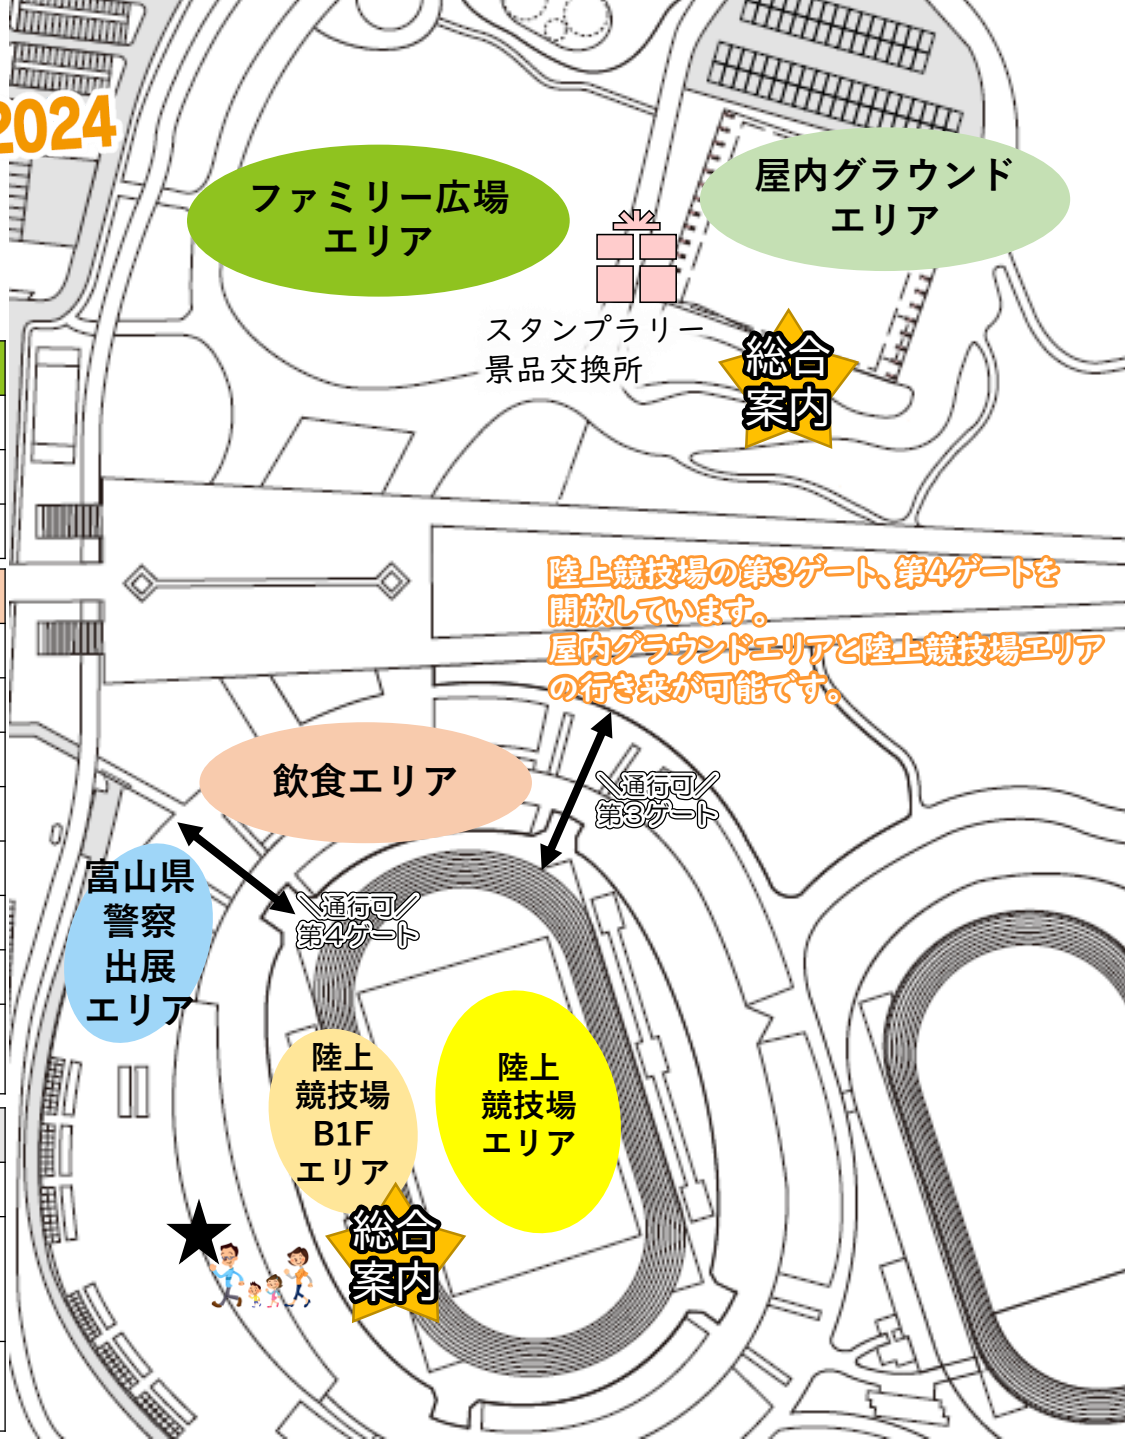 2024
ファミリー広場
エリア
屋内グラウンド
エリア
スタンプラリー
景品交換所
総合
案内
陸上競技場の第3ゲート、第4ゲートを
開放しています。
屋内グラウンドエリアと陸上競技場エリア
の行き来が可能です。
飲食エリア
＼通行可／
第3ゲート
富山県
警察
出展
エリア
＼通行可／
第4ゲート
陸上
競技場
B1F
エリア
陸上
競技場
エリア
総合
案内